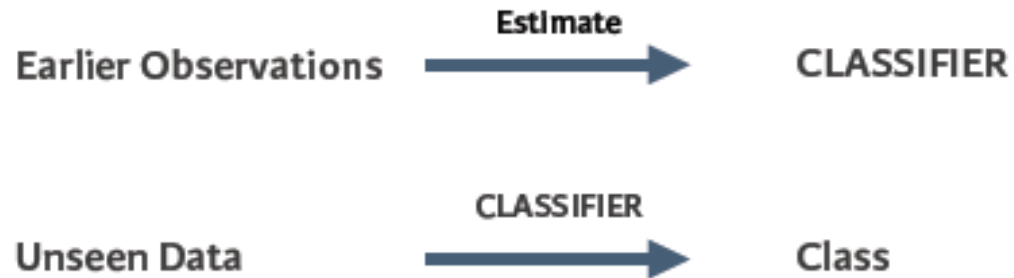 Estimate
Earlier Observations CLASSIFIER
CLASSIFIER
Unseen Data Class